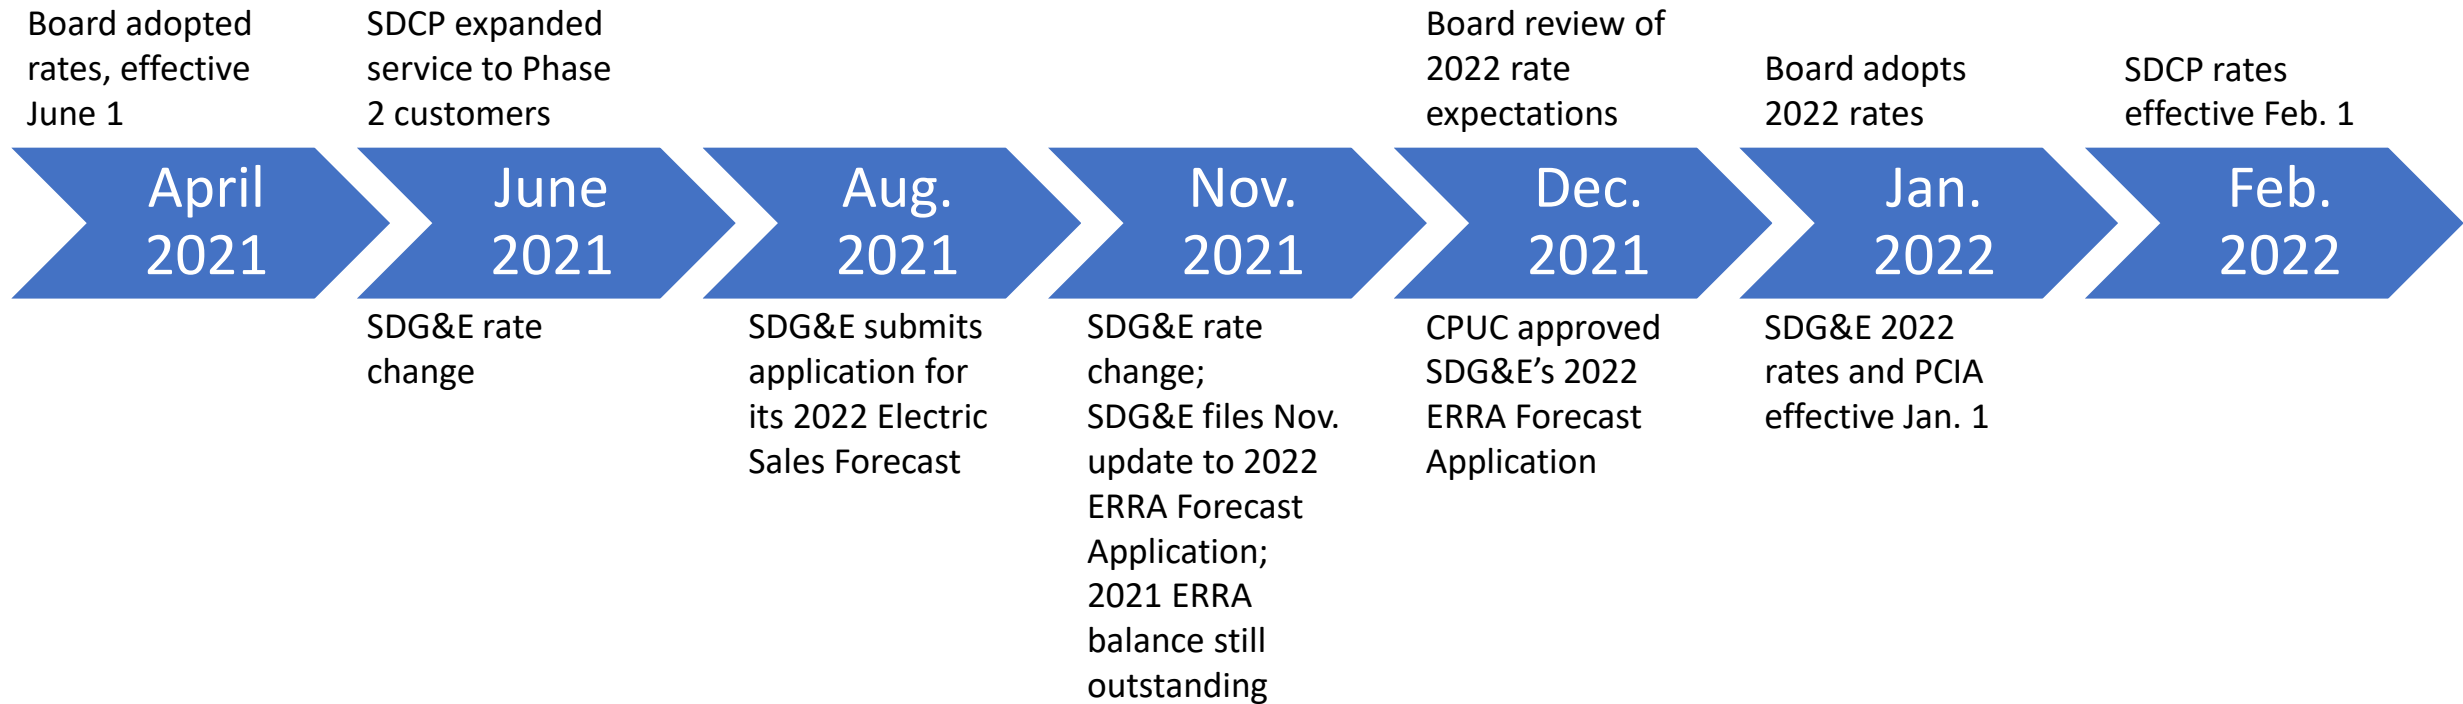 Board adopted
rates, effective
June 1
SDCP expanded
service to Phase
2 customers
Board review of
2022 rate
expectations
Board adopts
2022 rates
SDCP rates
effective Feb. 1
April
2021
June
2021
Aug.
2021
Nov.
2021
Dec.
2021
Jan.
2022
Feb.
2022
SDG&E rate
change
SDG&E submits
application for
its 2022 Electric
Sales Forecast
SDG&E rate
change;
SDG&E files Nov.
update to 2022
ERRA Forecast
Application;
2021 ERRA
balance still
outstanding
CPUC approved
SDG&E’s 2022
ERRA Forecast
Application
SDG&E 2022
rates and PCIA
effective Jan. 1